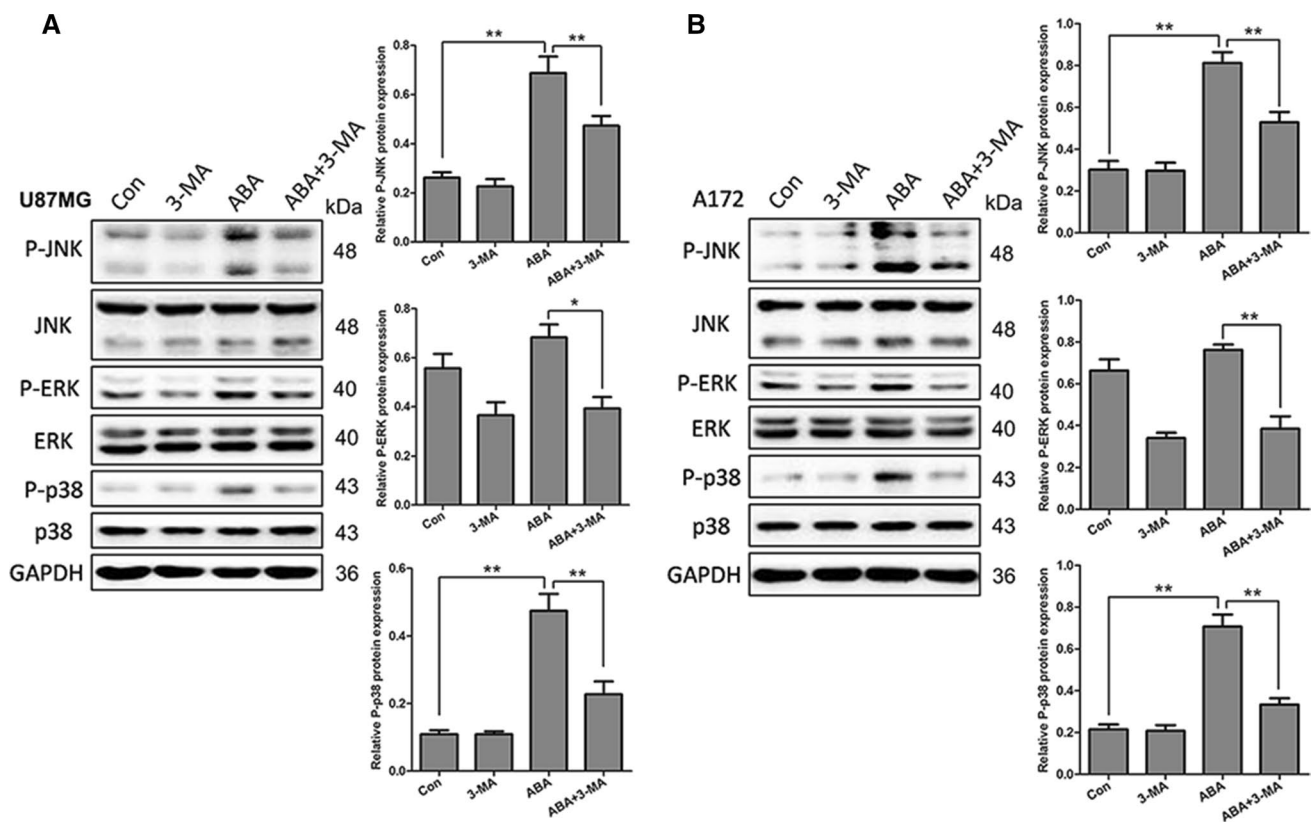 A
U87MG
Con
3-MA
ABA
ABA+3-MA
kDa
P-JNK
48
JNK
48
P-ERK
40
ERK
40
P-p38
43
p38
43
GAPDH
36
Relative P-JNK protein expression
0.8
0.6
0.4
0.2
0.0
**
**
Con
3-MA
ABA
ABA+3-MA
Relative P-ERK protein expression
0.8
0.6
0.4
0.2
0.0
*
Con
3-MA
ABA
ABA+3-MA
Relative P-p38 protein expression
0.6
0.4
0.2
0.0
**
**
Con
3-MA
ABA
ABA+3-MA
B
A172
Con
3-MA
ABA
ABA+3-MA
kDa
P-JNK
48
JNK
48
P-ERK
40
ERK
40
P-p38
43
p38
43
GAPDH
36
Relative P-JNK protein expression
1.0
0.8
0.6
0.4
0.2
0.0
**
**
Con
3-MA
ABA
ABA+3-MA
Relative P-ERK protein expression
1.0
0.8
0.6
0.4
0.2
0.0
**
Con
3-MA
ABA
ABA+3-MA
Relative P-p38 protein expression
1.0
0.8
0.6
0.4
0.2
0.0
**
**
Con
3-MA
ABA
ABA+3-MA